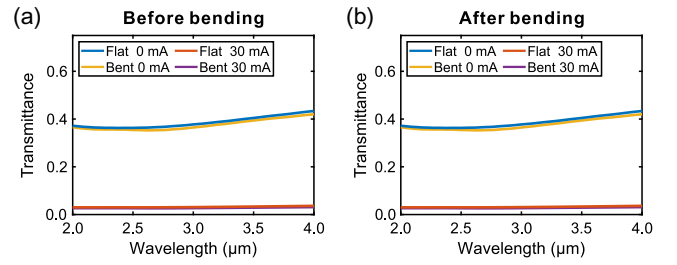 (a) Before bending
Flat 0 mA Flat 30 mA
Bent 0 mA Bent 30 mA
0.6
0.4
0.2
0.0
Transmittance
2.0 2.5 3.0 3.5 4.0
Wavelength (μm)
(b) After bending
Flat 0 mA Flat 30 mA
Bent 0 mA Bent 30 mA
0.6
0.4
0.2
0.0
Transmittance
2.0 2.5 3.0 3.5 4.0
Wavelength (μm)